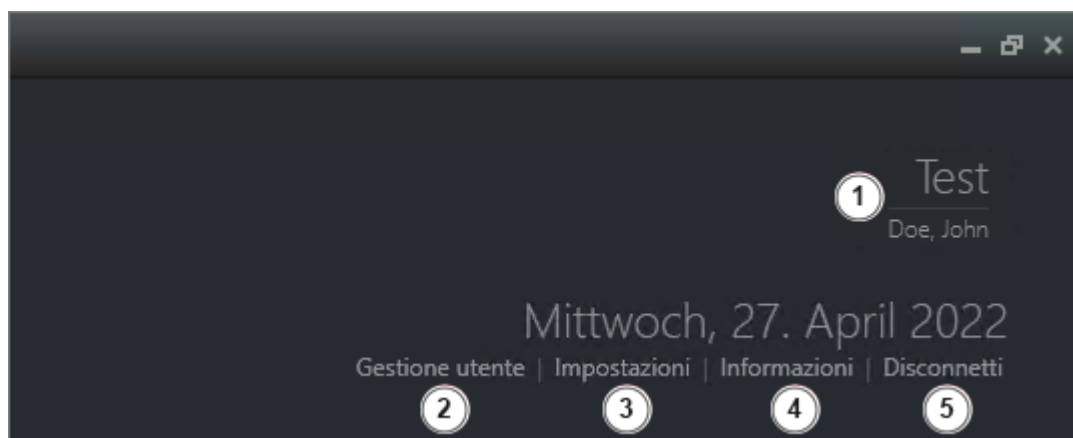 Test
1
Doe, John
Mittwoch, 27. April 2022
Gestione utente | Impostazioni | Informazioni | Disconnetti
2 3 4 5